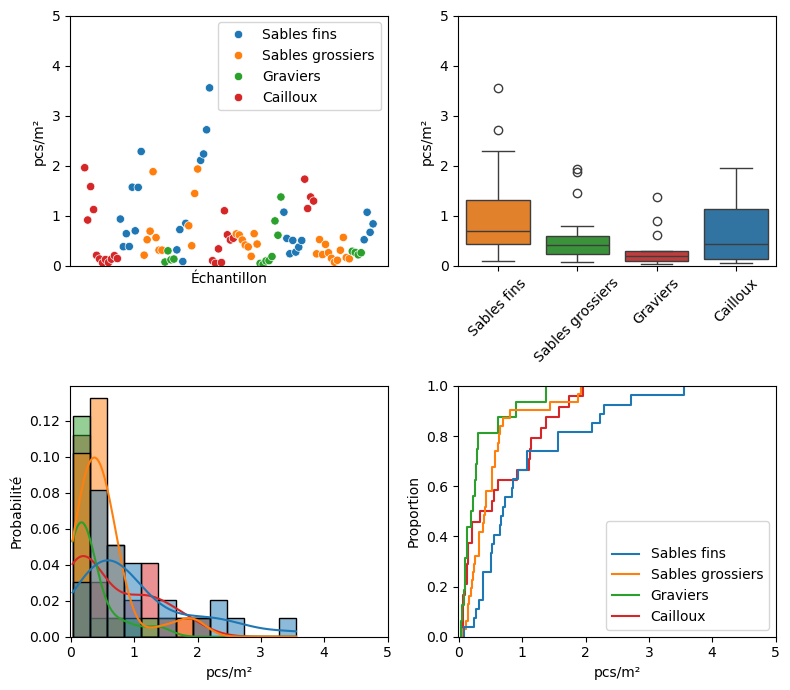 5
4
3
2
1
0
pcs/m²
Échantillon
Sables fins
Sables grossiers
Graviers
Cailloux
5
4
3
2
1
0
pcs/m²
Sables fins
Sables grossiers
Graviers
Cailloux
0.12
0.10
0.08
0.06
0.04
0.02
0.00
Probabilité
0 1 2 3 4 5
pcs/m²
1.0
0.8
0.6
0.4
0.2
0.0
Proportion
Sables fins
Sables grossiers
Graviers
Cailloux
0 1 2 3 4 5
pcs/m²